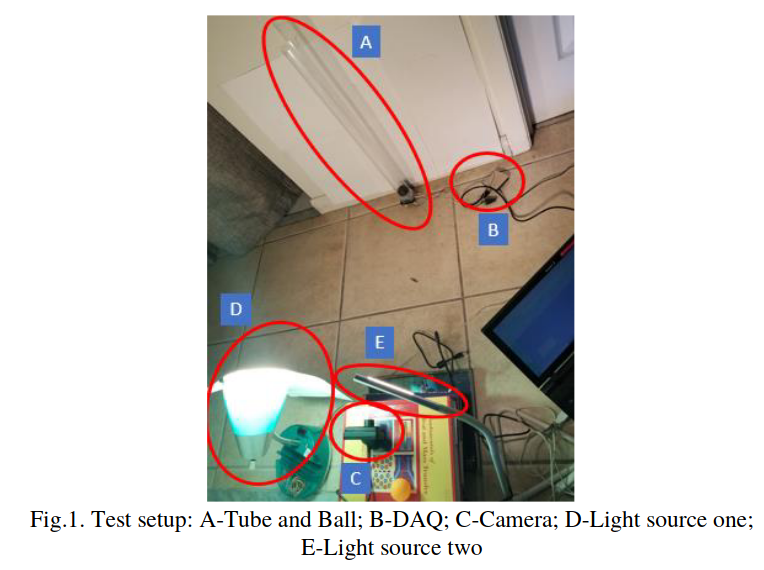 A
B
D
E
C
Fig.1. Test setup: A-Tube and Ball; B-DAQ; C-Camera; D-Light source one;
E-Light source two